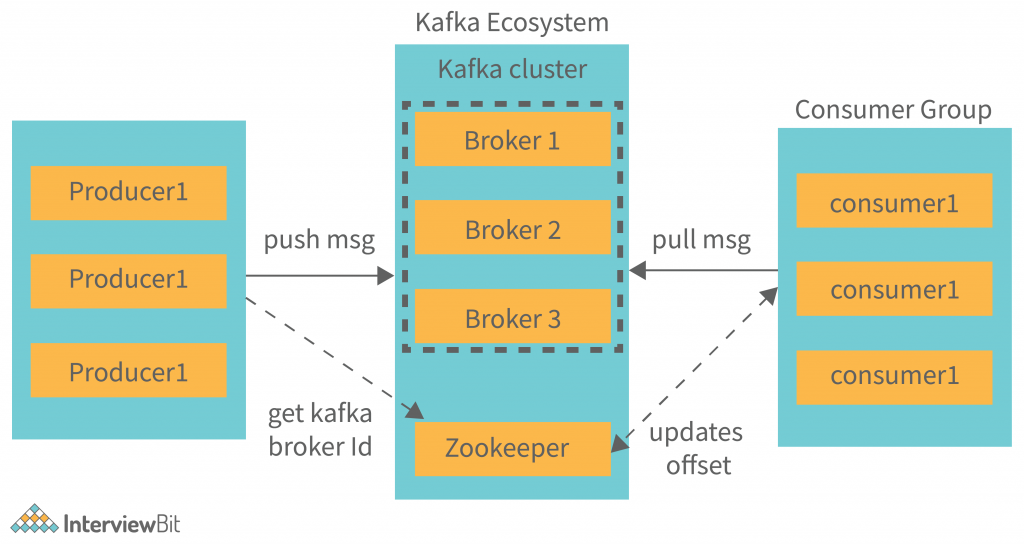 Kafka Ecosystem
Kafka cluster
Broker 1
Broker 2
Broker 3
Zookeeper
Producer1
Producer1
Producer1
push msg
get kafka
broker Id
Consumer Group
consumer1
consumer1
consumer1
pull msg
updates
offset
InterviewBit